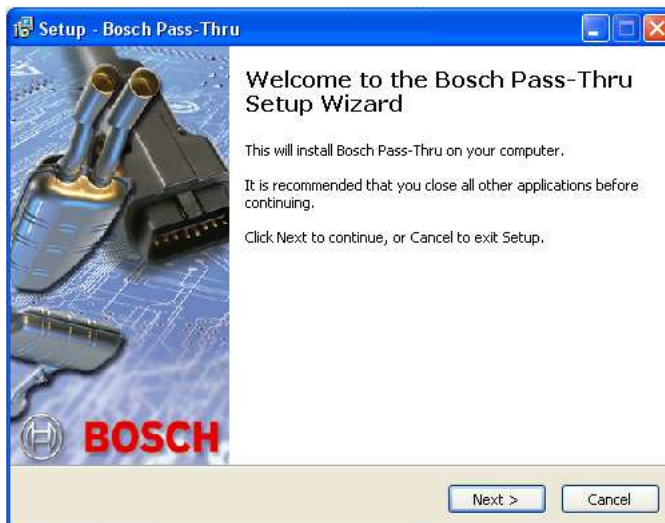 Setup - Bosch Pass-Thru
Welcome to the Bosch Pass-Thru
Setup Wizard
This will install Bosch Pass-Thru on your computer.
It is recommended that you close all other applications before
continuing.
Click Next to continue, or Cancel to exit Setup.
BOSCH
Next >
Cancel